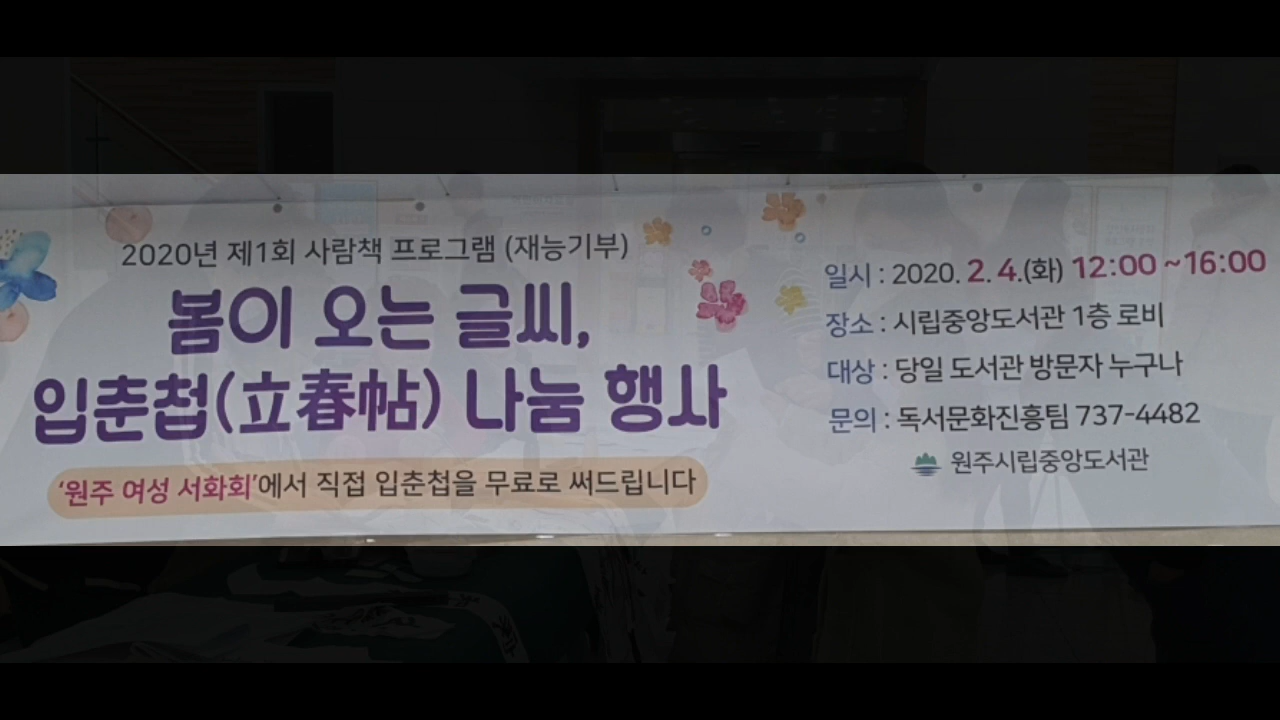 2020년 제1회 사람책 프로그램 (재능기부)
봄이 오는 글씨,
입춘첩(立春帖) 나눔 행사
'원주 여성 서화회'에서 직접 입춘첩을 무료로 써드립니다
일시 : 2020. 2. 4.(화) 12:00 ~16:00
장소 : 시립중앙도서관 1층 로비
대상 : 당일 도서관 방문자 누구나
문의 : 독서문화진흥팀 737-4482
원주시립중앙도서관